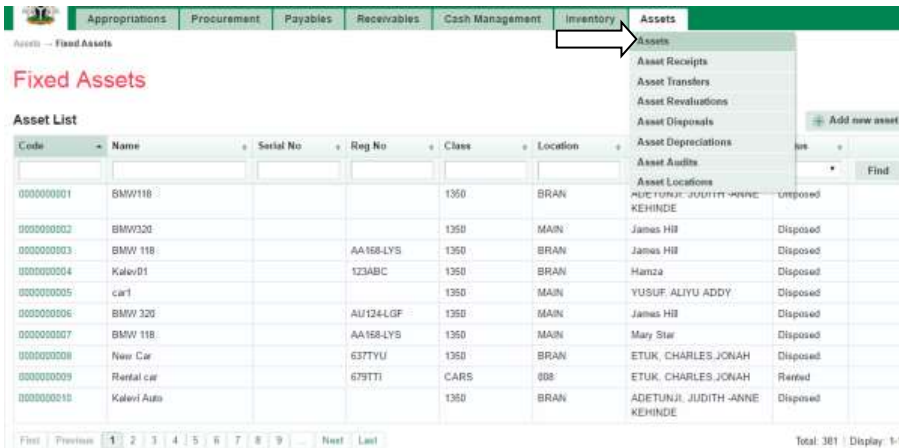 Appropriations Procurement Payables Receivables Cash Management Inventory Assets
Assets — Fixed Assets
Assets
Asset Receipts
Asset Transfers
Asset Revaluations
Asset Disposals
Asset Depreciations
Asset Audits
Asset Locations
Fixed Assets
Asset List
Add new asset
Code Name Serial No Reg No Class Location
Find
0000000001 BMW118 1350 BRAN ADETUNJI, JUDITH -ANNE Disposed
KEHINDE
0000000002 BMW320 1350 MAIN James Hill Disposed
0000000003 BMW 118 AA168-LYS 1350 BRAN James Hill Disposed
0000000004 Kalev01 123ABC 1350 BRAN Hamza Disposed
0000000005 car1 1350 MAIN YUSUF, ALIYU ADDY Disposed
0000000006 BMW 320 AU124-LGF 1350 MAIN James Hill Disposed
0000000007 BMW 118 AA168-LYS 1350 MAIN Mary Star Disposed
0000000008 New Car 637TYU 1350 BRAN ETUK, CHARLES,JONAH Disposed
0000000009 Rental car 679TTI CARS 008 ETUK, CHARLES,JONAH Rented
0000000010 Kalevi Auto 1350 BRAN ADETUNJI, JUDITH -ANNE Disposed
KEHINDE
First Previous 1 2 3 4 5 6 7 8 9 ... Next Last
Total: 381 Display: 1-